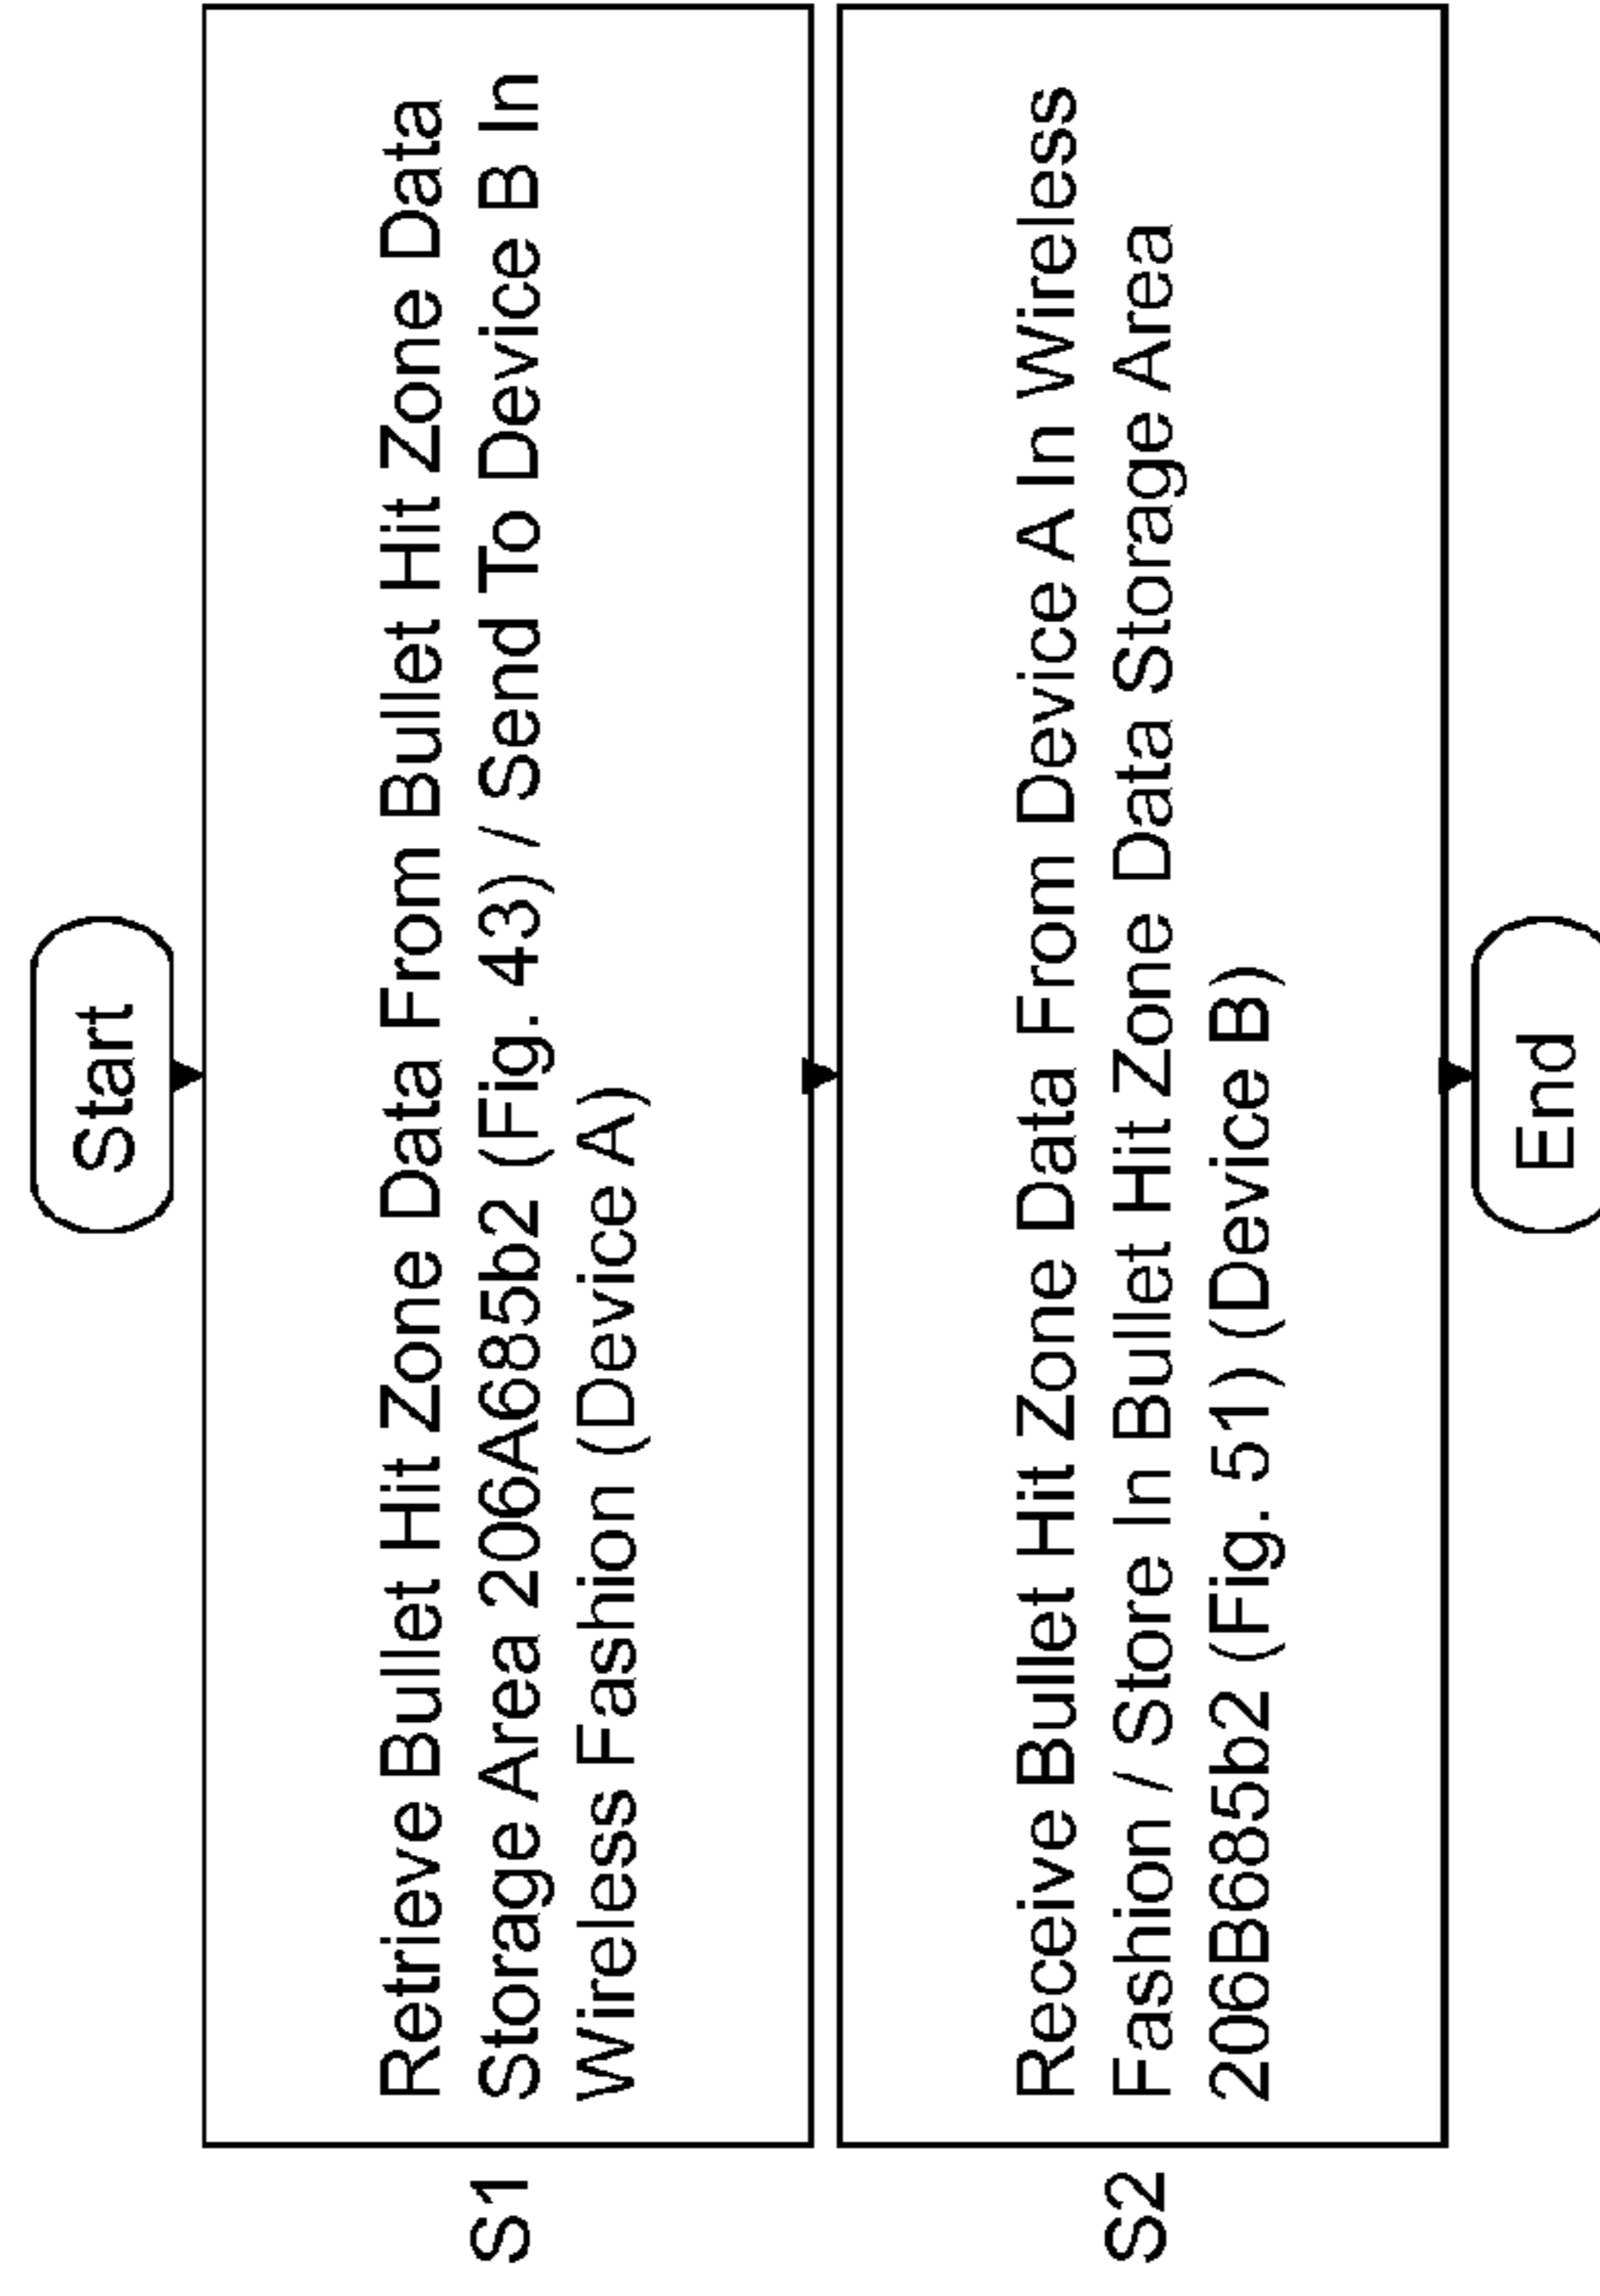 Start
S1
Retrieve Bullet Hit Zone Data From Bullet Hit Zone Data
Storage Area 206A685b2 (Fig. 43) / Send To Device B In
Wireless Fashion (Device A)
S2
Receive Bullet Hit Zone Data From Device A In Wireless
Fashion / Store In Bullet Hit Zone Data Storage Area
206B685b2 (Fig. 51) (Device B)
End